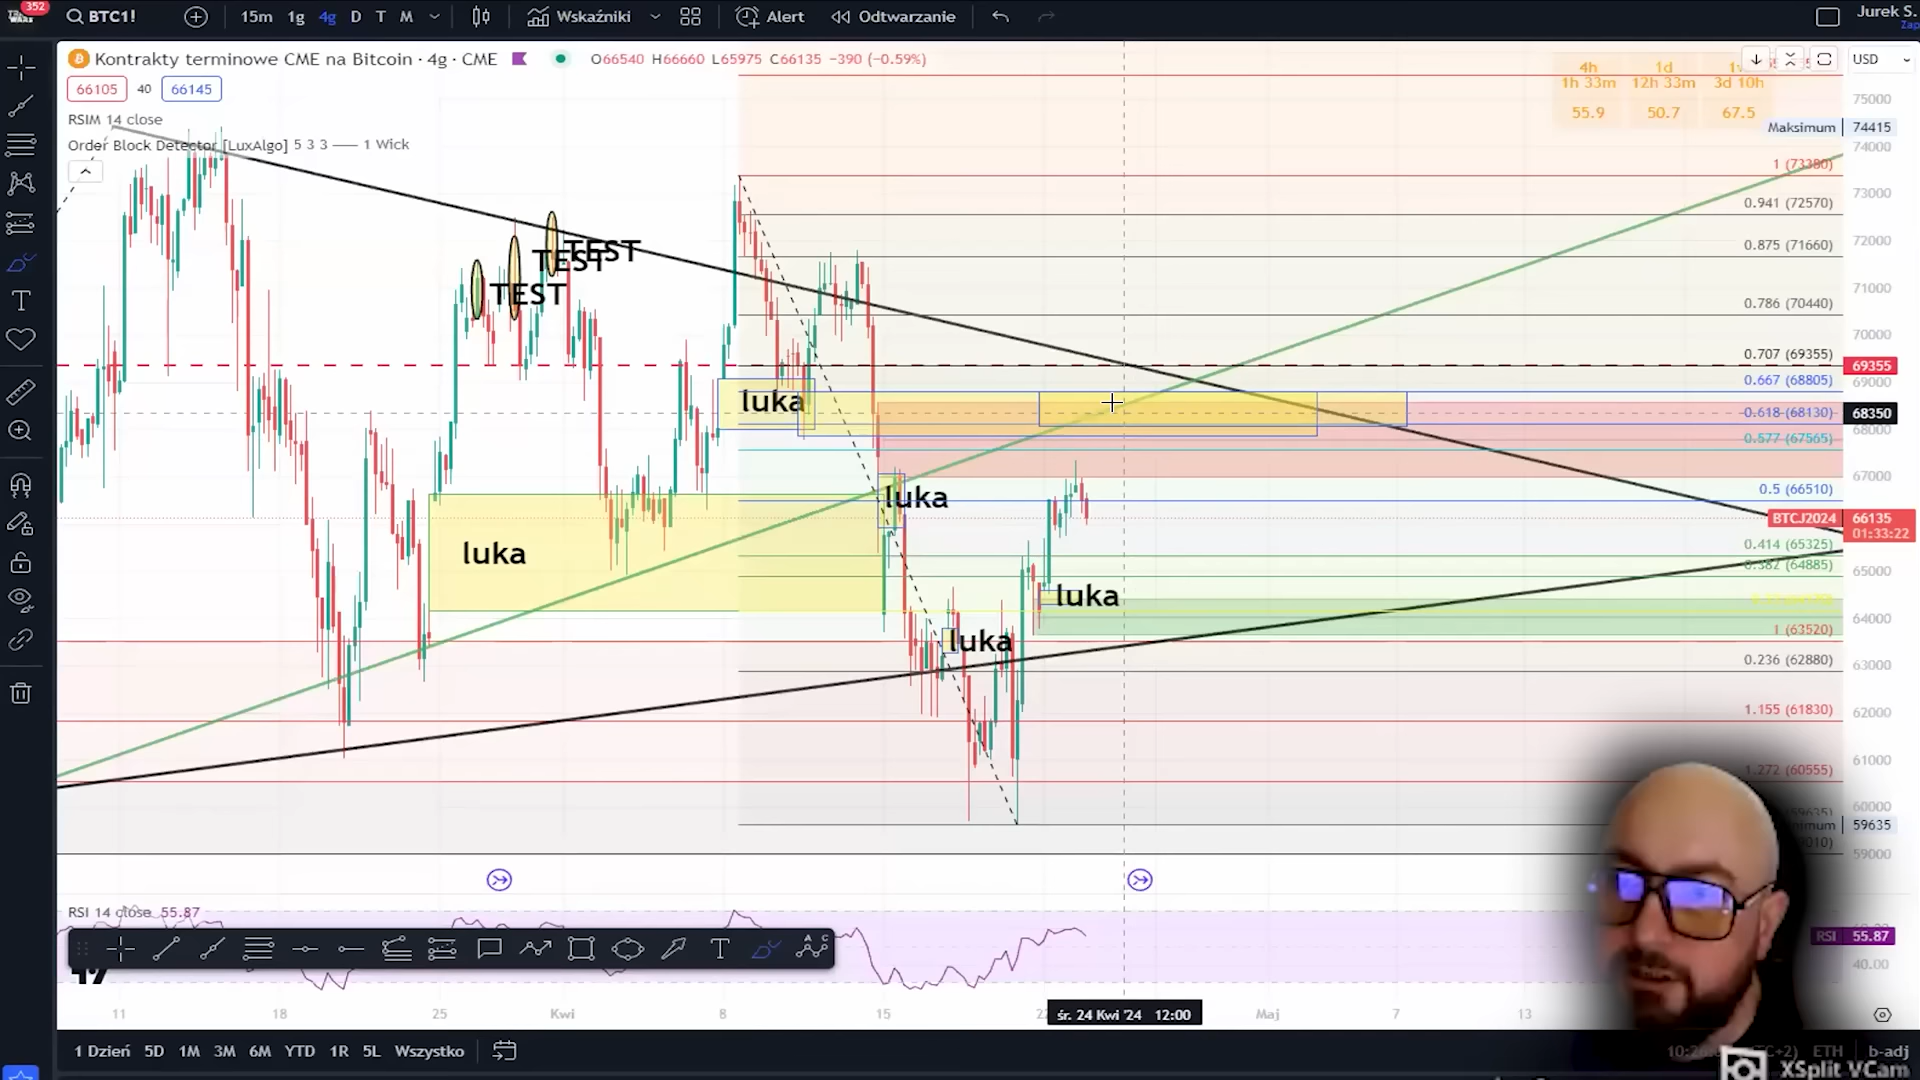 352
BTC1!
15m 1g 4g D T M
Wskaźniki
Alert
Odtwarzanie
Jurek S.
Kontrakty terminowe CME na Bitcoin · 4g · CME
O66540 H66660 L65975 C66135 −390 (−0.59%)
66105 40 66145
RSIM 14 close
Order Block Detector [LuxAlgo] 5 3 3 —— 1 Wick
4h 1d
1h 33m 12h 33m 3d 10h
55.9 50.7 67.5
USD
75000
Maksimum 74415
74000
1 (73380)
73000
0.941 (72570)
72000
0.875 (71660)
71000
0.786 (70440)
70000
0.707 (69355)
69355
69000
0.667 (68805)
0.618 (68130)
68350
68000
0.577 (67565)
67000
0.5 (66510)
BTCJ2024 66135
01:33:22
0.414 (65325)
0.382 (64885)
65000
64000
1 (63520)
63000
0.236 (62880)
1.155 (61830)
62000
61000
1.272 (60555)
60000
59635
59000
TEST
TEST
TEST
luka
luka
luka
luka
luka
RSI 14 close 55.87
RSI 55.87
40.00
11 18 25 Kwi 8 15
śr. 24 Kwi '24 12:00
Maj 7 13
1 Dzień 5D 1M 3M 6M YTD 1R 5L Wszystko
ETH b-adj
XSplit VCam